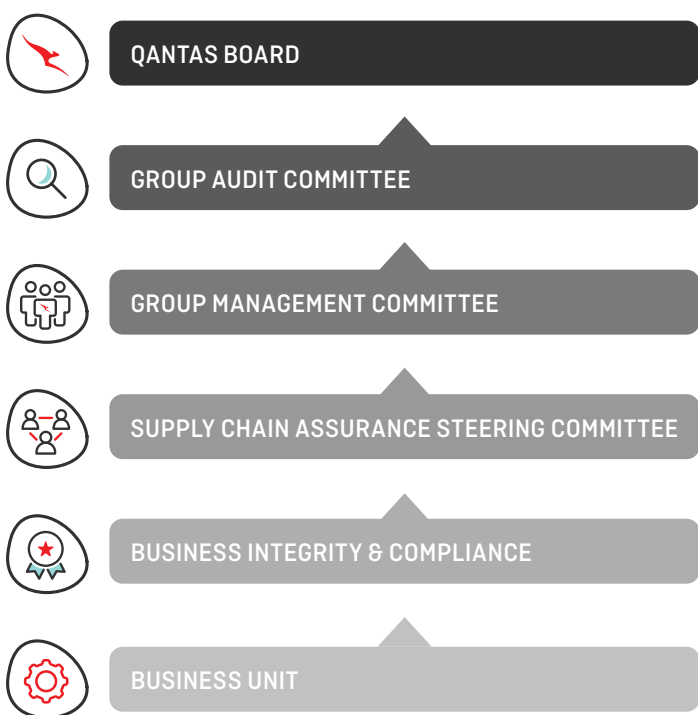 QANTAS BOARD
GROUP AUDIT COMMITTEE
GROUP MANAGEMENT COMMITTEE
SUPPLY CHAIN ASSURANCE STEERING COMMITTEE
BUSINESS INTEGRITY & COMPLIANCE
BUSINESS UNIT